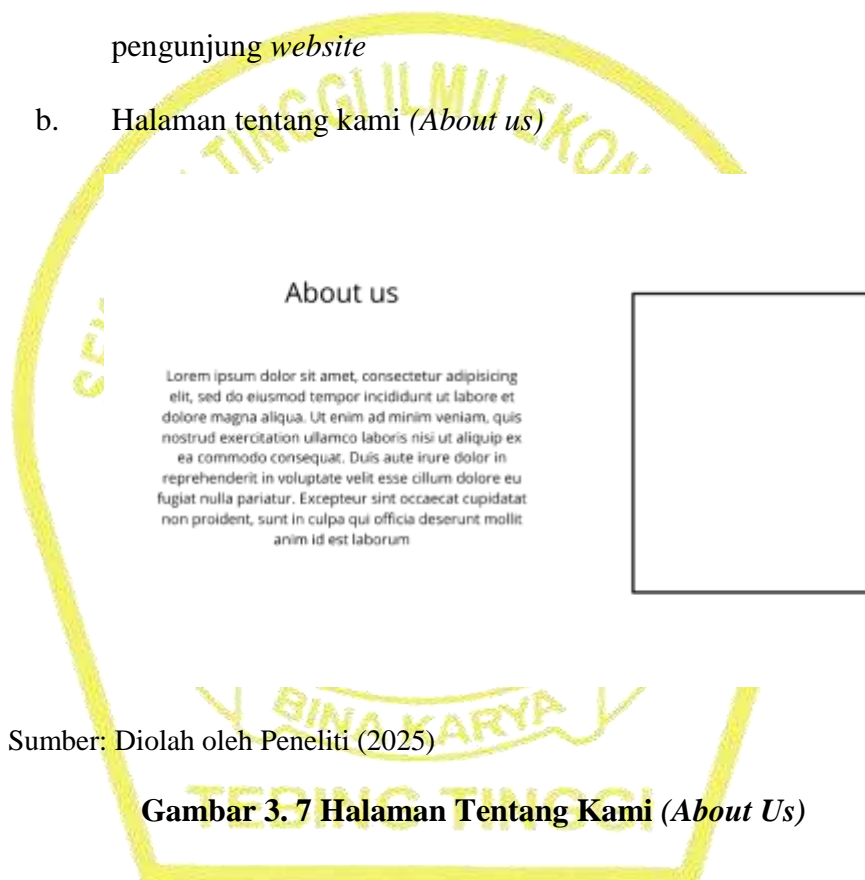 pengunjung website
b. Halaman tentang kami (About us)
About us
Lorem ipsum dolor sit amet, consectetur adipisicing
elit, sed do eiusmod tempor incididunt ut labore et
dolore magna aliqua. Ut enim ad minim veniam, quis
nostrud exercitation ullamco laboris nisi ut aliquip ex
ea commodo consequat. Duis aute irure dolor in
reprehenderit in voluptate velit esse cillum dolore eu
fugiat nulla pariatur. Excepteur sint occaecat cupidatat
non proident, sunt in culpa qui officia deserunt mollit
anim id est laborum
BINA KARYA
Sumber: Diolah oleh Peneliti (2025)
TEBING TINGGI
Gambar 3. 7 Halaman Tentang Kami (About Us)